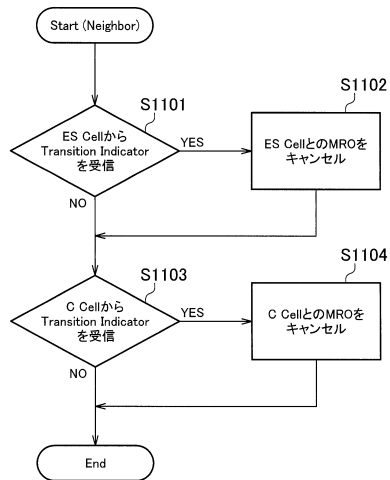 Start (Neighbor)
S1101
ES Cellから
Transition Indicator
を受信
YES
NO
S1102
ES CellとのMROを
キャンセル
S1103
C Cellから
Transition Indicator
を受信
YES
NO
S1104
C CellとのMROを
キャンセル
End